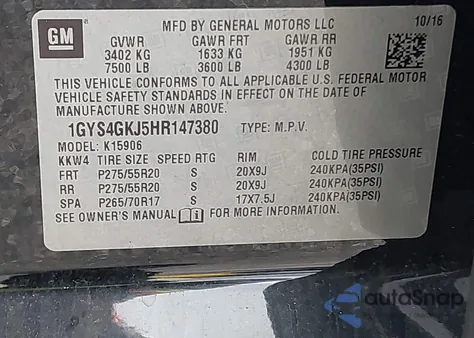 GM
MFD BY GENERAL MOTORS LLC
10/16
GVWR GAWR FRT GAWR RR
3402 KG 1633 KG 1951 KG
7500 LB 3600 LB 4300 LB
THIS VEHICLE CONFORMS TO ALL APPLICABLE U.S. FEDERAL MOTOR
VEHICLE SAFETY STANDARDS IN EFFECT ON THE DATE OF
MANUFACTURE SHOWN ABOVE.
1GYS4GKJ5HR147380 TYPE: M.P.V.
MODEL: K15906
KKW4 TIRE SIZE SPEED RTG RIM COLD TIRE PRESSURE
FRT P275/55R20 S 20X9J 240KPA(35PSI)
RR P275/55R20 S 20X9J 240KPA(35PSI)
SPA P265/70R17 S 17X7.5J 240KPA(35PSI)
SEE OWNER'S MANUAL FOR MORE INFORMATION.
autoSnap